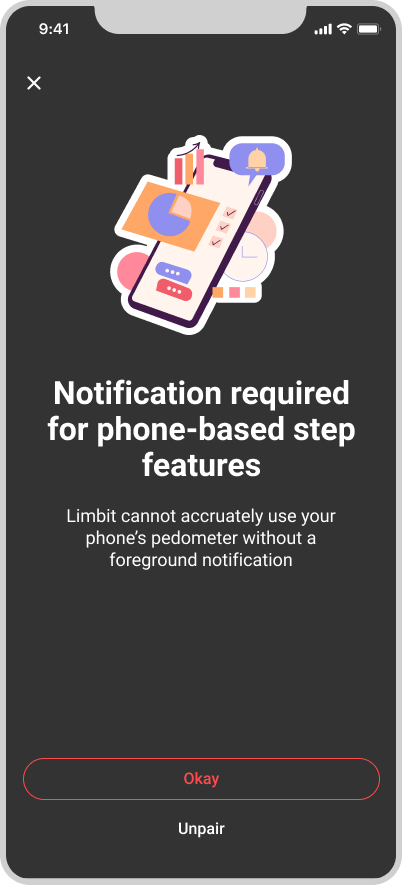 9:41
Notification required
for phone-based step
features
Limbit cannot accruately use your
phone's pedometer without a
foreground notification
Okay
Unpair